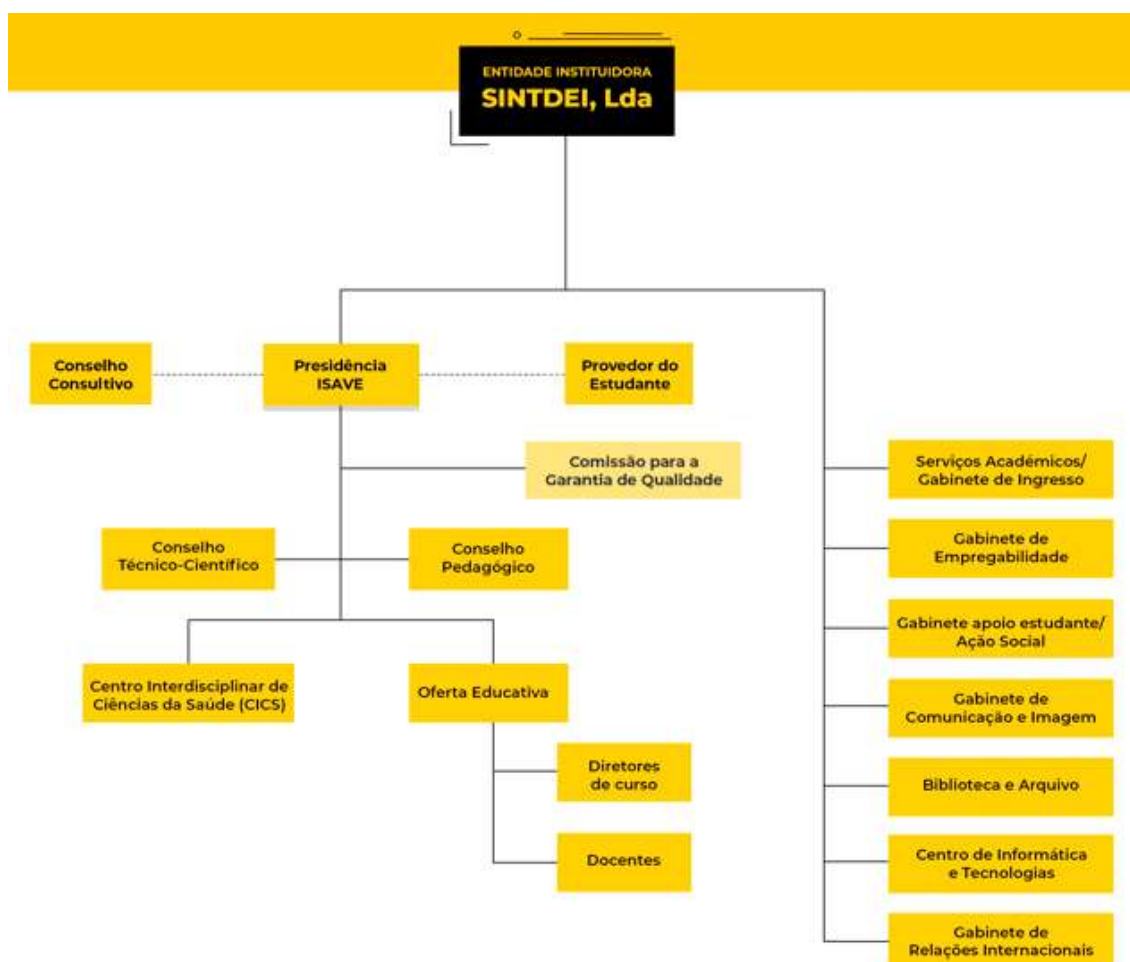 ENTIDADE INSTITUIDORA
SINTDEI, Lda
Conselho
Consultivo
Presidência
ISAVE
Provedor do
Estudante
Comissão para a
Garantia de Qualidade
Conselho
Técnico-Científico
Conselho
Pedagógico
Centro Interdisciplinar de
Ciências da Saúde (CICS)
Oferta Educativa
Diretores
de curso
Docentes
Serviços Académicos/
Gabinete de Ingresso
Gabinete de
Empregabilidade
Gabinete apoio estudante/
Ação Social
Gabinete de
Comunicação e Imagem
Biblioteca e Arquivo
Centro de Informática
e Tecnologias
Gabinete de
Relações Internacionais